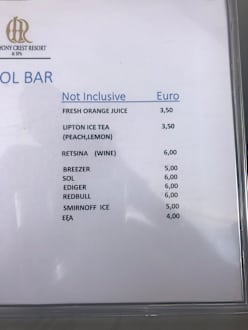 ONY CREST RESORT
& SPA
OL BAR
Not Inclusive Euro
FRESH ORANGE JUICE 3,50
LIPTON ICE TEA 3,50
(PEACH,LEMON)
RETSINA (WINE) 6,00
BREEZER 5,00
SOL 6,00
EDIGER 6,00
REDBULL 6,00
SMIRNOFF ICE 5,00
ΕΞΑ 4,00